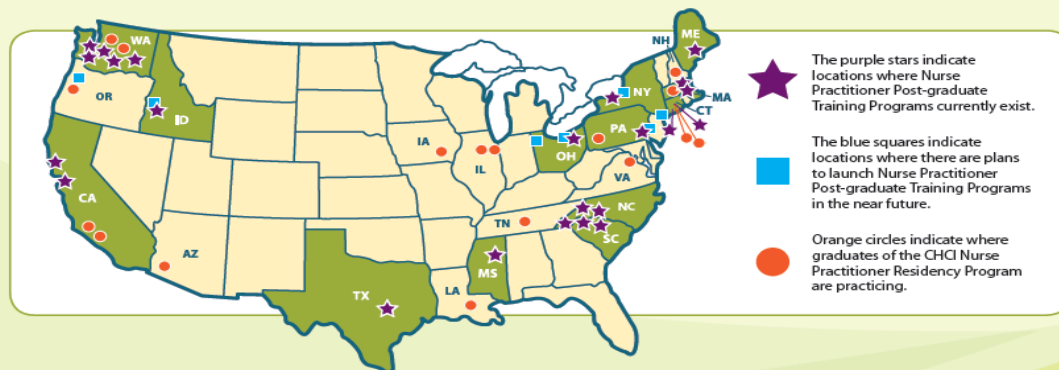 WA
OR
ID
CA
AZ
TX
IA
IL
LA
MS
TN
OH
PA
NY
VA
NC
SC
NH
ME
MA
CT
The purple stars indicate
locations where Nurse
Practitioner Post-graduate
Training Programs currently exist.
The blue squares indicate
locations where there are plans
to launch Nurse Practitioner
Post-graduate Training Programs
in the near future.
Orange circles indicate where
graduates of the CHCI Nurse
Practitioner Residency Program
are practicing.